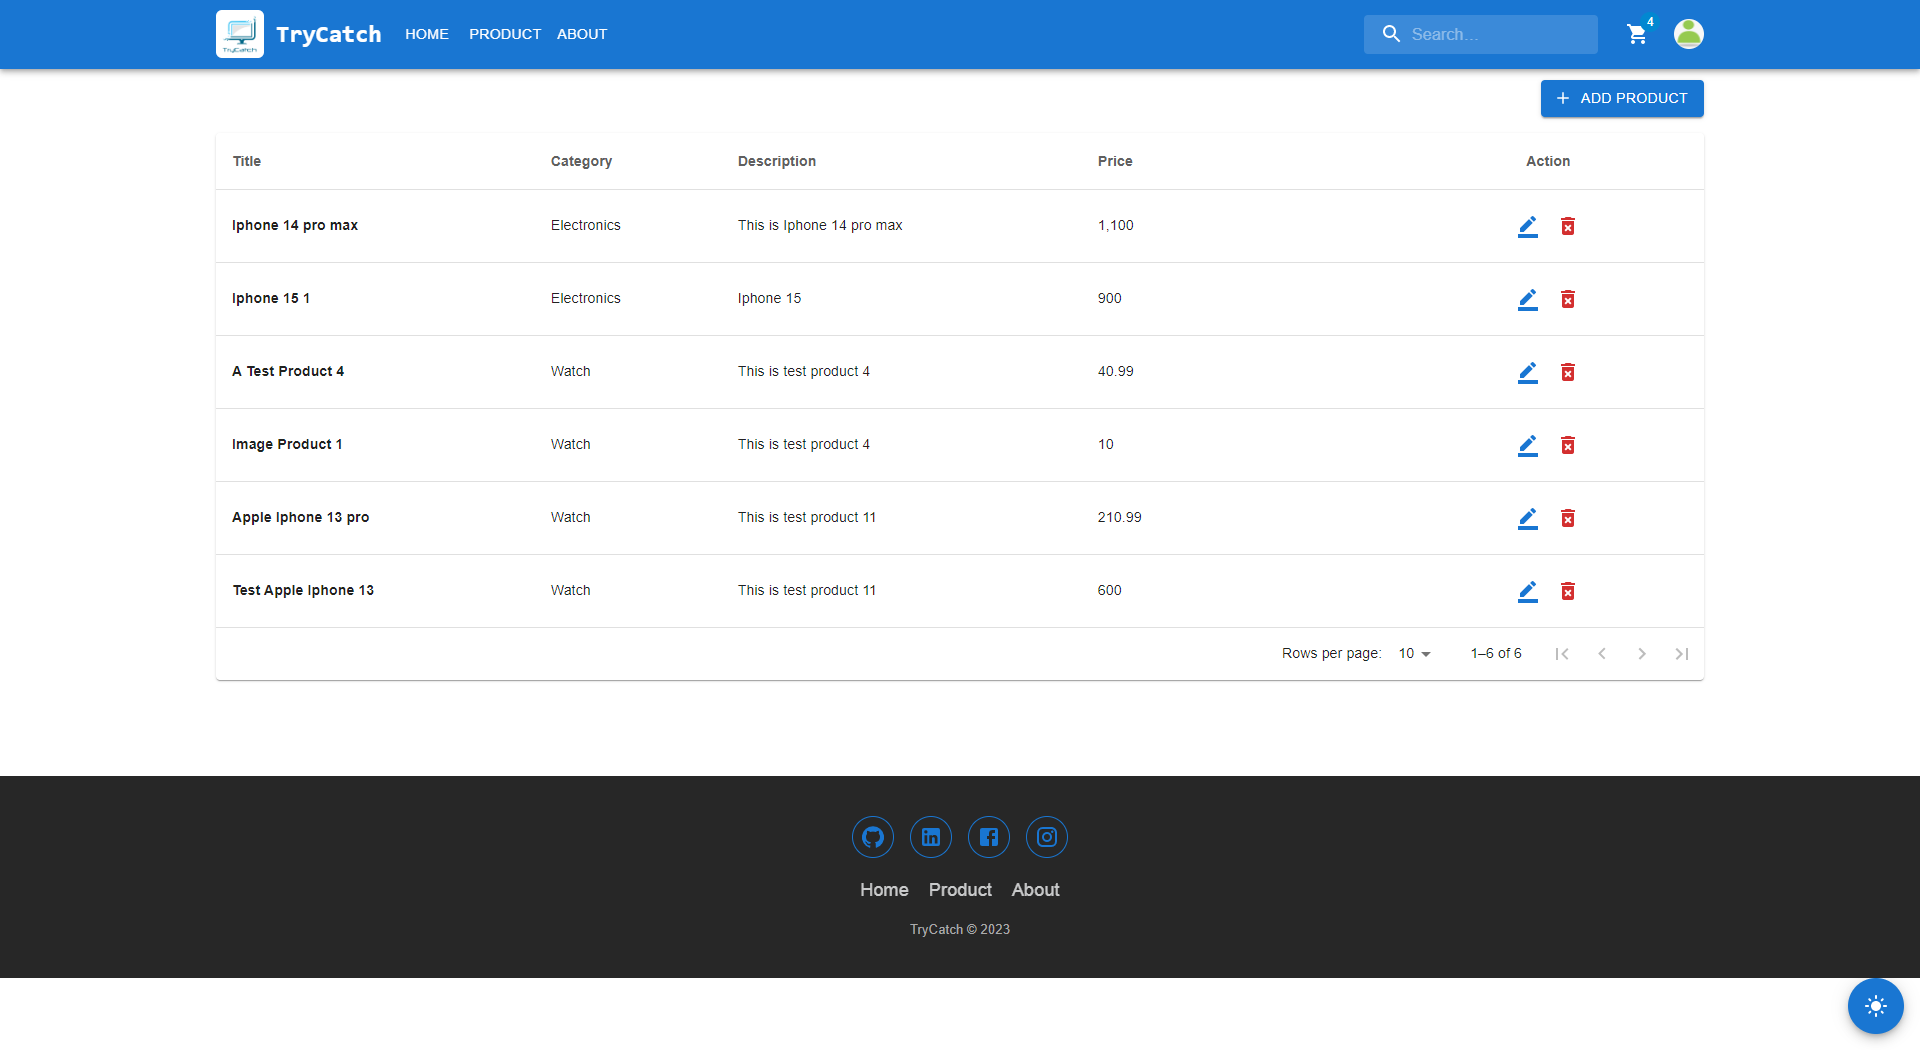 TryCatch
TryCatch HOME PRODUCT ABOUT Search... 4
ADD PRODUCT
Title Category Description Price Action
Iphone 14 pro max Electronics This is Iphone 14 pro max 1,100
Iphone 15 1 Electronics Iphone 15 900
A Test Product 4 Watch This is test product 4 40.99
Image Product 1 Watch This is test product 4 10
Apple Iphone 13 pro Watch This is test product 11 210.99
Test Apple Iphone 13 Watch This is test product 11 600
Rows per page: 10 1–6 of 6
Home Product About
TryCatch © 2023